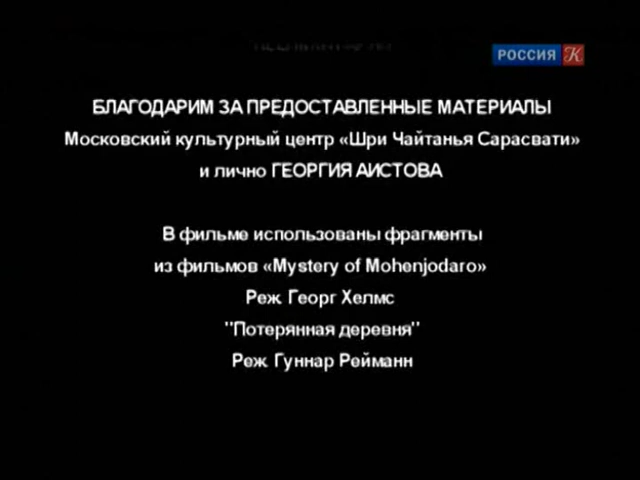 РОССИЯ К
БЛАГОДАРИМ ЗА ПРЕДОСТАВЛЕННЫЕ МАТЕРИАЛЫ
Московский культурный центр «Шри Чайтанья Сарасвати»
и лично ГЕОРГИЯ АИСТОВА
В фильме использованы фрагменты
из фильмов «Mystery of Mohenjodaro»
Реж. Георг Хелмс
"Потерянная деревня"
Реж. Гуннар Рейманн